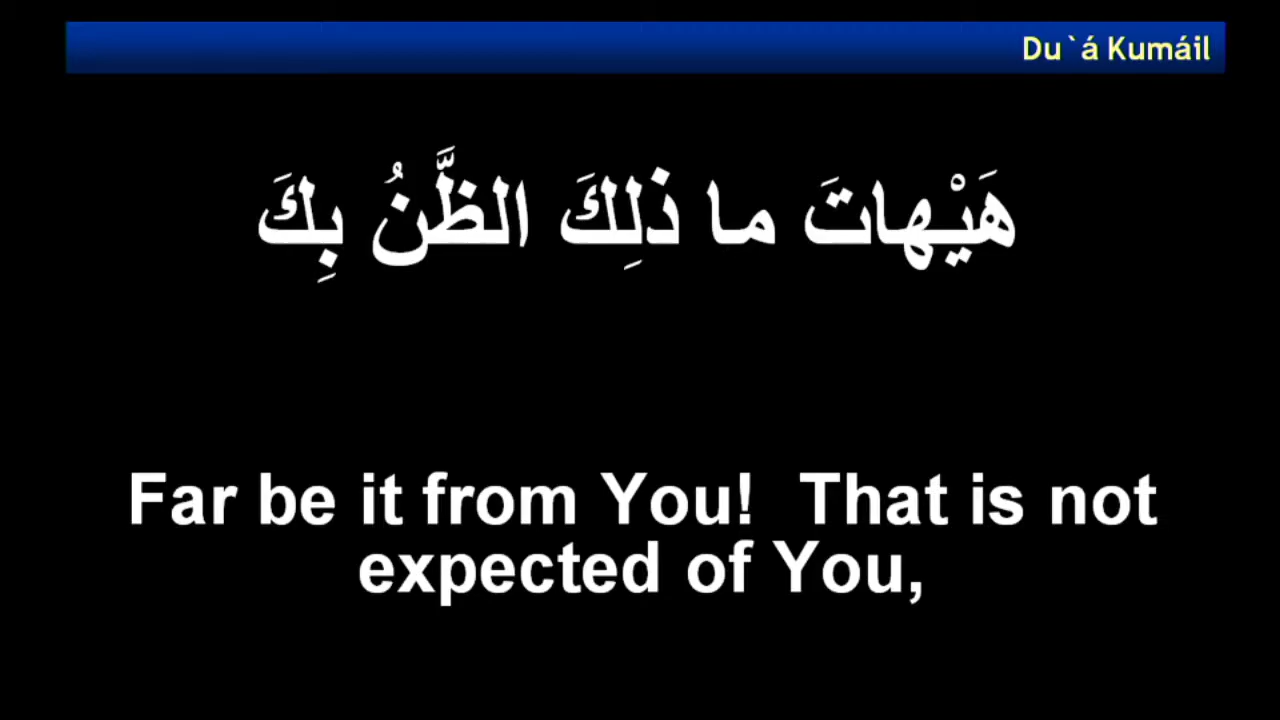 Du`á Kumáil
هَيْهاتَ ما ذلِكَ الظَّنُ بِكَ
Far be it from You!  That is not
expected of You,